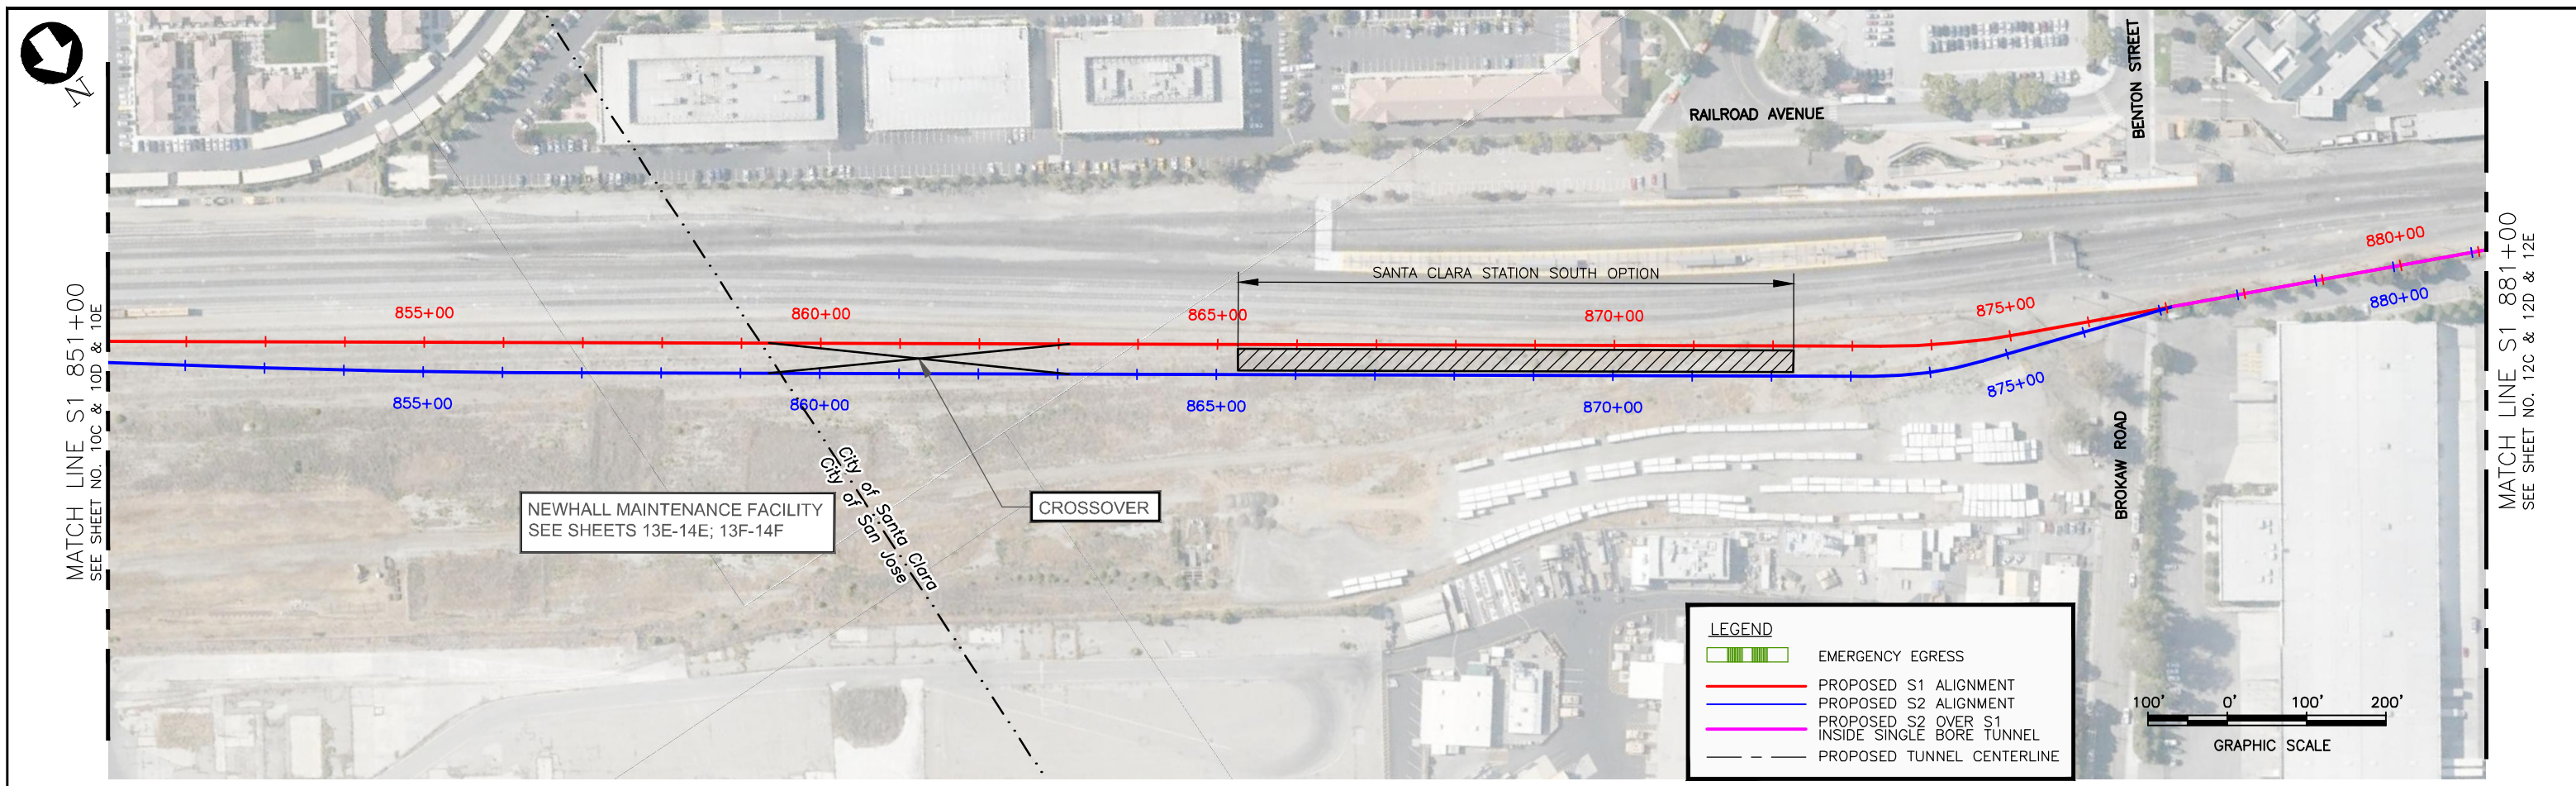 N
MATCH LINE S1 851+00
SEE SHEET NO. 10C & 10D & 10E
RAILROAD AVENUE
BENTON STREET
SANTA CLARA STATION SOUTH OPTION
855+00
860+00
865+00
870+00
875+00
880+00
855+00
860+00
865+00
870+00
875+00
880+00
City of Santa Clara
City of San Jose
NEWHALL MAINTENANCE FACILITY
SEE SHEETS 13E-14E; 13F-14F
CROSSOVER
BROKAW ROAD
LEGEND
EMERGENCY EGRESS
PROPOSED S1 ALIGNMENT
PROPOSED S2 ALIGNMENT
PROPOSED S2 OVER S1
INSIDE SINGLE BORE TUNNEL
PROPOSED TUNNEL CENTERLINE
100' 0' 100' 200'
GRAPHIC SCALE
MATCH LINE S1 881+00
SEE SHEET NO. 12C & 12D & 12E